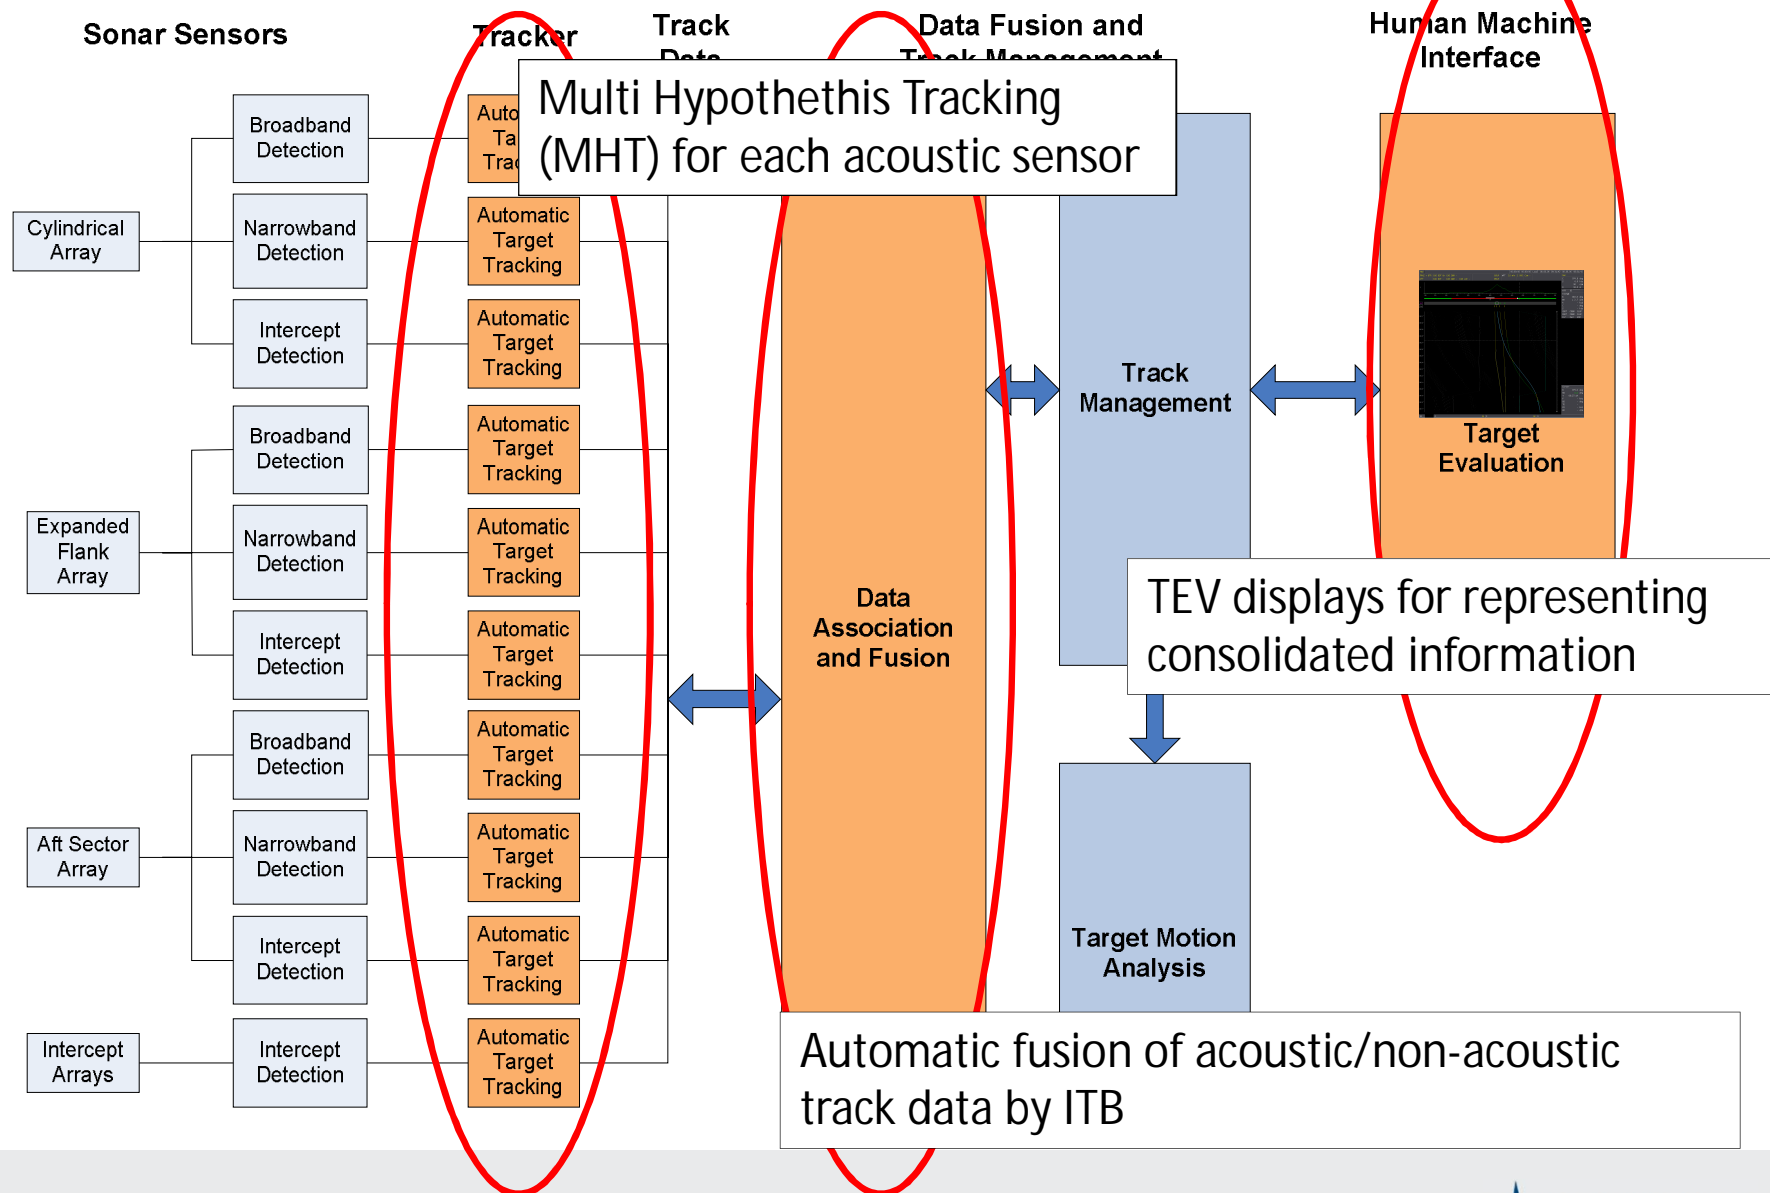 Sonar Sensors
Tracker
Track
Data
Data Fusion and
Track Management
Human Machine
Interface
Multi Hypothethis Tracking
(MHT) for each acoustic sensor
Cylindrical
Array
Broadband
Detection
Narrowband
Detection
Automatic
Target
Tracking
Intercept
Detection
Automatic
Target
Tracking
Expanded
Flank
Array
Broadband
Detection
Automatic
Target
Tracking
Narrowband
Detection
Automatic
Target
Tracking
Intercept
Detection
Automatic
Target
Tracking
Aft Sector
Array
Broadband
Detection
Automatic
Target
Tracking
Narrowband
Detection
Automatic
Target
Tracking
Intercept
Detection
Automatic
Target
Tracking
Intercept
Arrays
Intercept
Detection
Automatic
Target
Tracking
Data
Association
and Fusion
Track
Management
Target
Evaluation
TEV displays for representing
consolidated information
Target Motion
Analysis
Automatic fusion of acoustic/non-acoustic
track data by ITB